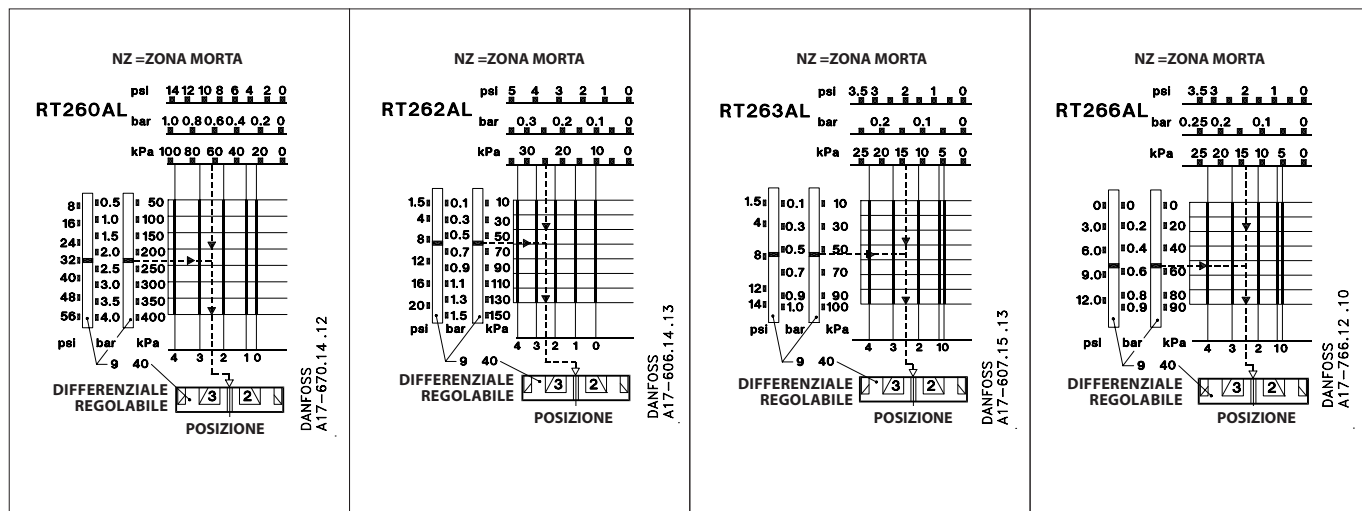 NZ =ZONA MORTA
RT260AL
psi 14 12 10 8 6 4 2 0
bar 1.0 0.8 0.6 0.4 0.2 0
kPa 100 80 60 40 20 0
8 0.5 50
16 1.0 100
1.5 150
24 2.0 200
32 2.5 250
40 3.0 300
48 3.5 350
56 4.0 400
psi bar kPa 4 3 2 1 0
9 40
DIFFERENZIALE
REGOLABILE
3 2
POSIZIONE
DANFOSS
A17-670.14.12
NZ =ZONA MORTA
RT262AL
psi 5 4 3 2 1 0
bar 0.3 0.2 0.1 0
kPa 30 20 10 0
1.5 0.1 10
4 0.3 30
8 0.5 50
0.7 70
12 0.9 90
16 1.1 110
20 1.3 130
1.5 150
psi bar kPa 4 3 2 1 0
9 40
DIFFERENZIALE
REGOLABILE
3 2
POSIZIONE
DANFOSS
A17-606.14.13
NZ =ZONA MORTA
RT263AL
psi 3.5 3 2 1 0
bar 0.2 0.1 0
kPa 25 20 15 10 5 0
1.5 0.1 10
4 0.3 30
8 0.5 50
0.7 70
12 0.9 90
14 1.0 100
psi bar kPa 4 3 2 1 0
9 40
DIFFERENZIALE
REGOLABILE
3 2
POSIZIONE
DANFOSS
A17-607.15.13
NZ =ZONA MORTA
RT266AL
psi 3.5 3 2 1 0
bar 0.25 0.2 0.1 0
kPa 25 20 15 10 5 0
0 0 0
3.0 0.2 20
6.0 0.4 40
9.0 0.6 60
12.0 0.8 80
0.9 90
psi bar kPa 4 3 2 1 0
9 40
DIFFERENZIALE
REGOLABILE
3 2
POSIZIONE
DANFOSS
A17-766.12.10